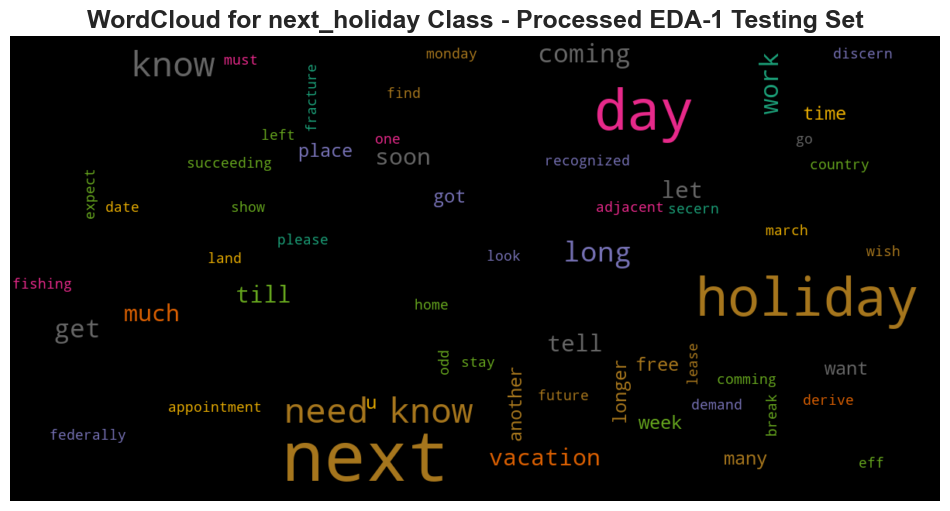 WordCloud for next_holiday Class - Processed EDA-1 Testing Set
know
must
monday
coming
work
discern
fracture
find
day
time
left
one
go
succeeding
place
soon
recognized
country
expect
date
show
got
let
adjacent
secern
please
land
look
long
march
wish
fishing
till
home
holiday
much
get
tell
odd
stay
free
lease
want
another
longer
comming
appointment
u
need know
future
demand
break
derive
week
federally
next
vacation
many
eff